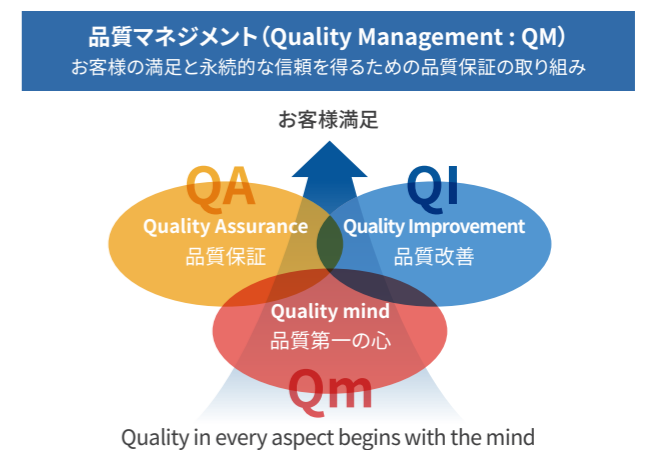 品質マネジメント（Quality Management : QM）
お客様の満足と永続的な信頼を得るための品質保証の取り組み
お客様満足
QA
Quality Assurance
品質保証
QI
Quality Improvement
品質改善
Quality mind
品質第一の心
Qm
Quality in every aspect begins with the mind